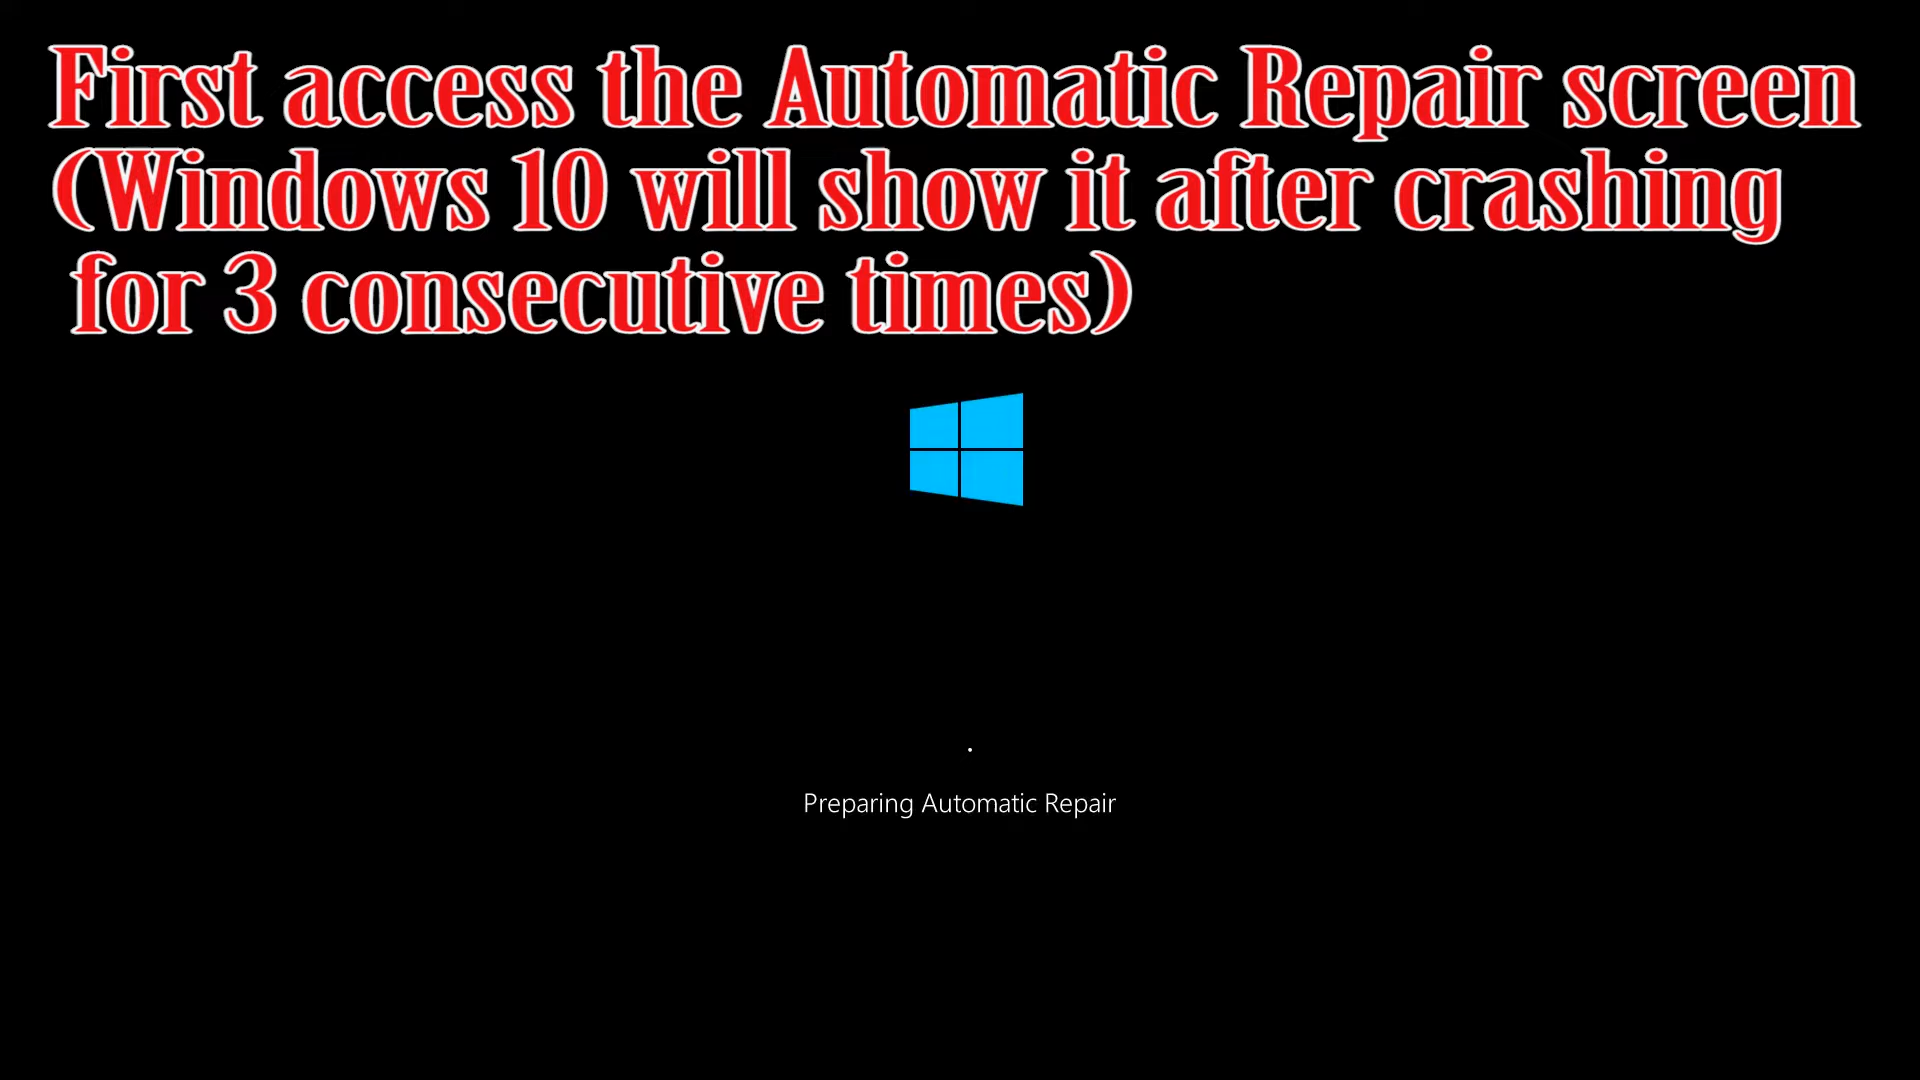 First access the Automatic Repair screen
(Windows 10 will show it after crashing
for 3 consecutive times)
Preparing Automatic Repair